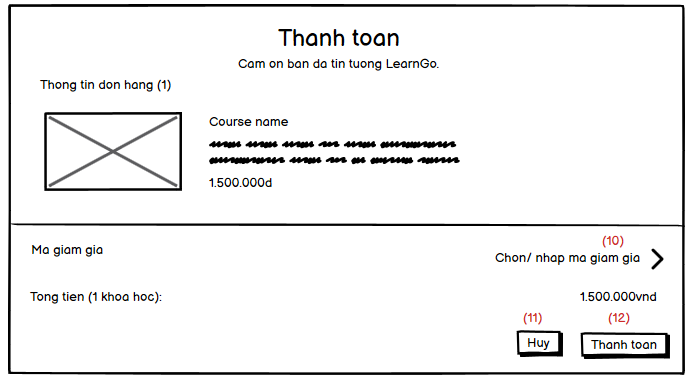 Thanh toan
Cam on ban da tin tuong LearnGo.
Thong tin don hang (1)
Course name
1.500.000d
(10)
Ma giam gia
Chon/ nhap ma giam gia
Tong tien (1 khoa hoc):
1.500.000vnd
(11)
(12)
Huy
Thanh toan